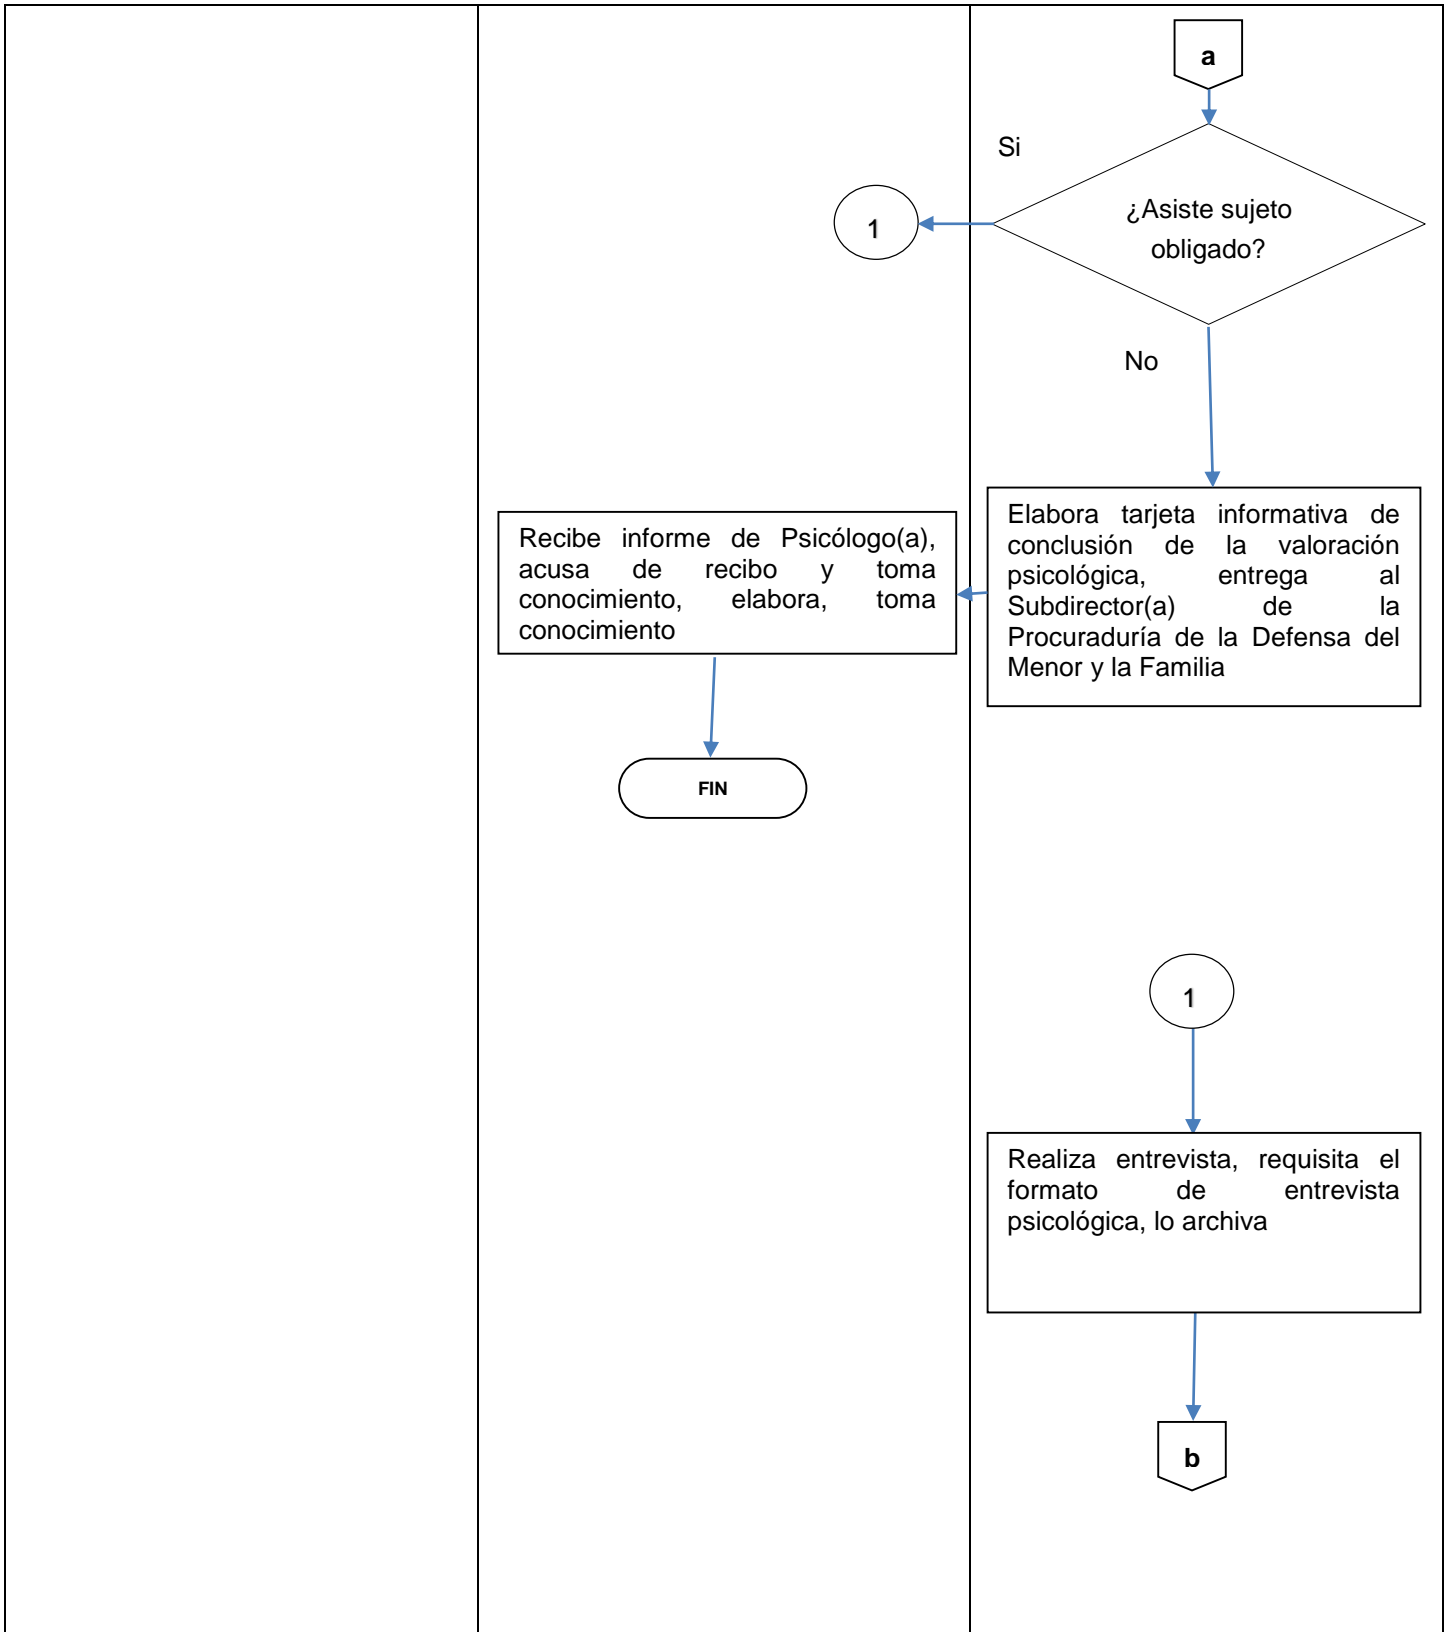 a
Si
¿Asiste sujeto
obligado?
1
No
Elabora tarjeta informativa de
conclusión de la valoración
psicológica, entrega al
Subdirector(a) de la
Procuraduría de la Defensa del
Menor y la Familia
Recibe informe de Psicólogo(a),
acusa de recibo y toma
conocimiento, elabora, toma
conocimiento
FIN
1
Realiza entrevista, requisita el
formato de entrevista
psicológica, lo archiva
b